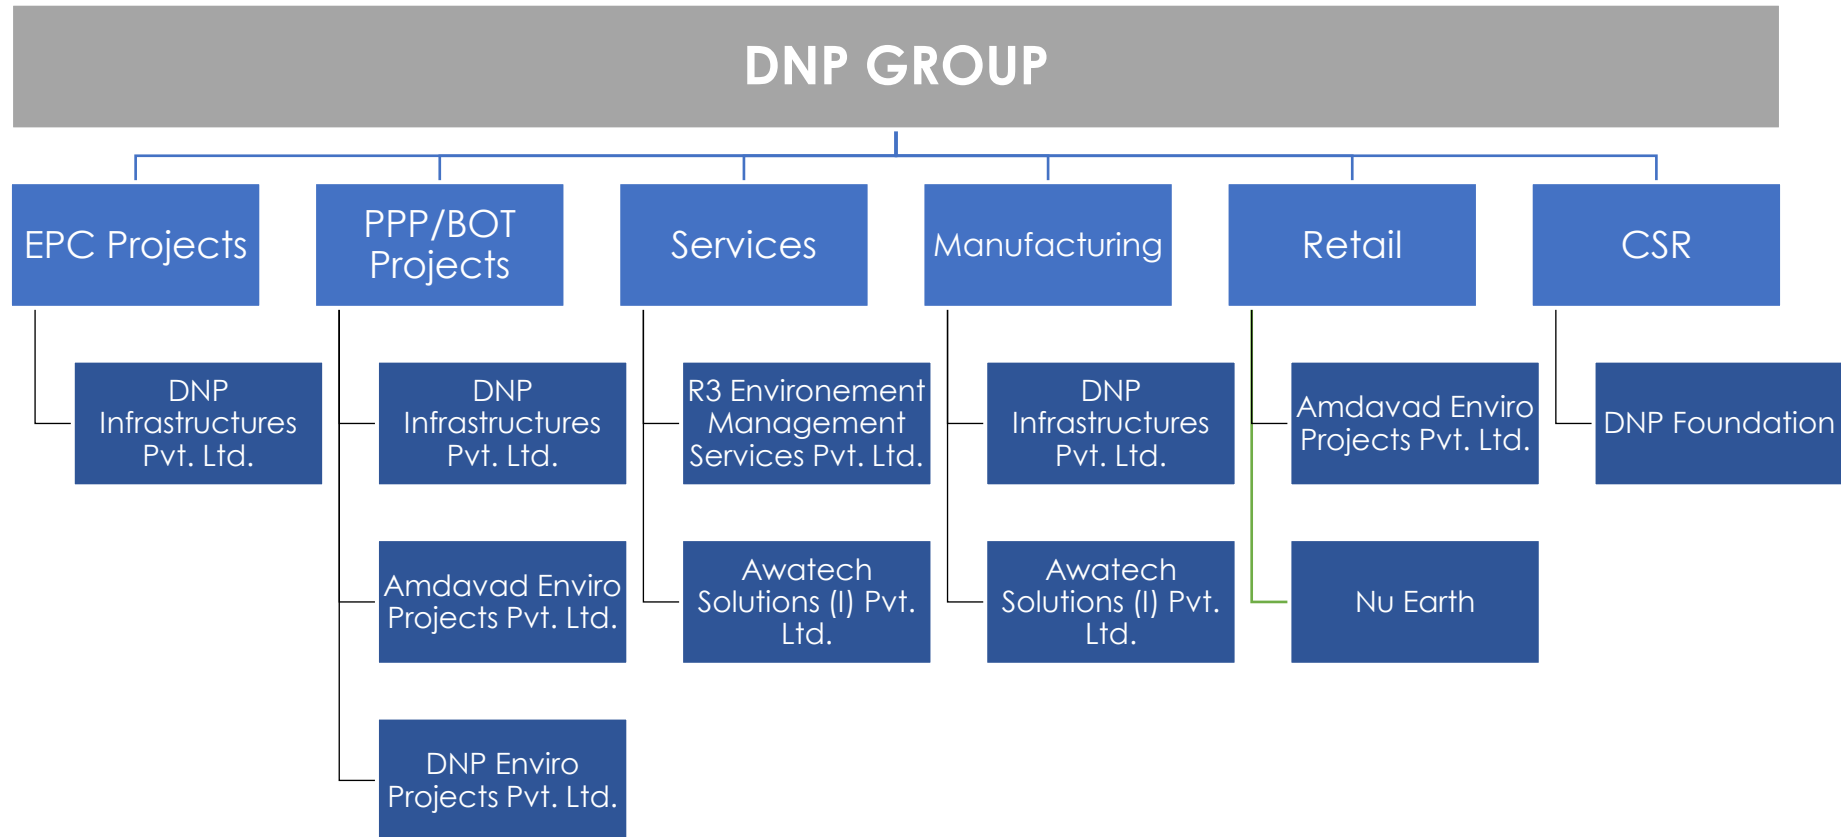 DNP GROUP
EPC Projects
PPP/BOT
Projects
Services
Manufacturing
Retail
CSR
DNP
Infrastructures
Pvt. Ltd.
DNP
Infrastructures
Pvt. Ltd.
R3 Environement
Management
Services Pvt. Ltd.
DNP
Infrastructures
Pvt. Ltd.
Amdavad Enviro
Projects Pvt. Ltd.
DNP Foundation
Amdavad Enviro
Projects Pvt. Ltd.
Awatech
Solutions (I) Pvt.
Ltd.
Awatech
Solutions (I) Pvt.
Ltd.
Nu Earth
DNP Enviro
Projects Pvt. Ltd.